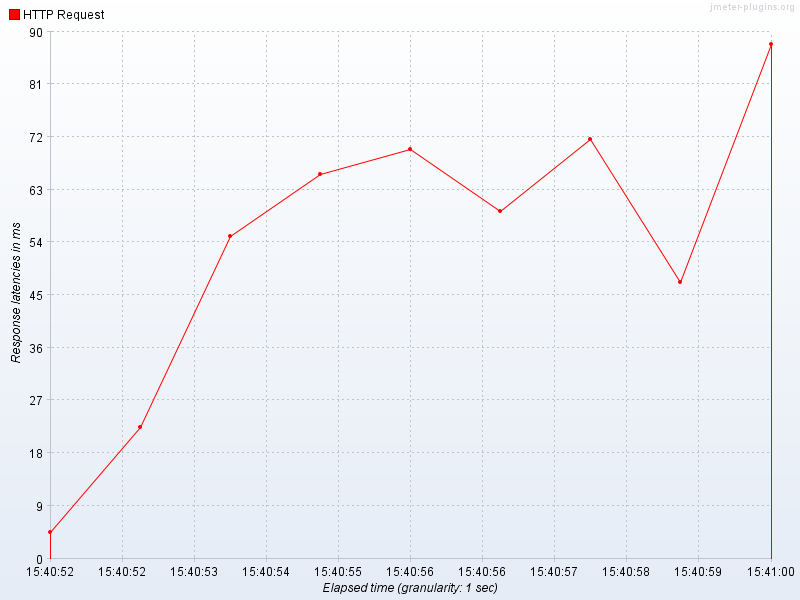 jmeter-plugins.org
HTTP Request
90
81
72
63
54
45
36
27
18
9
0
Response latencies in ms
15:40:52 15:40:52 15:40:53 15:40:54 15:40:55 15:40:56 15:40:56 15:40:57 15:40:58 15:40:59 15:41:00
Elapsed time (granularity: 1 sec)